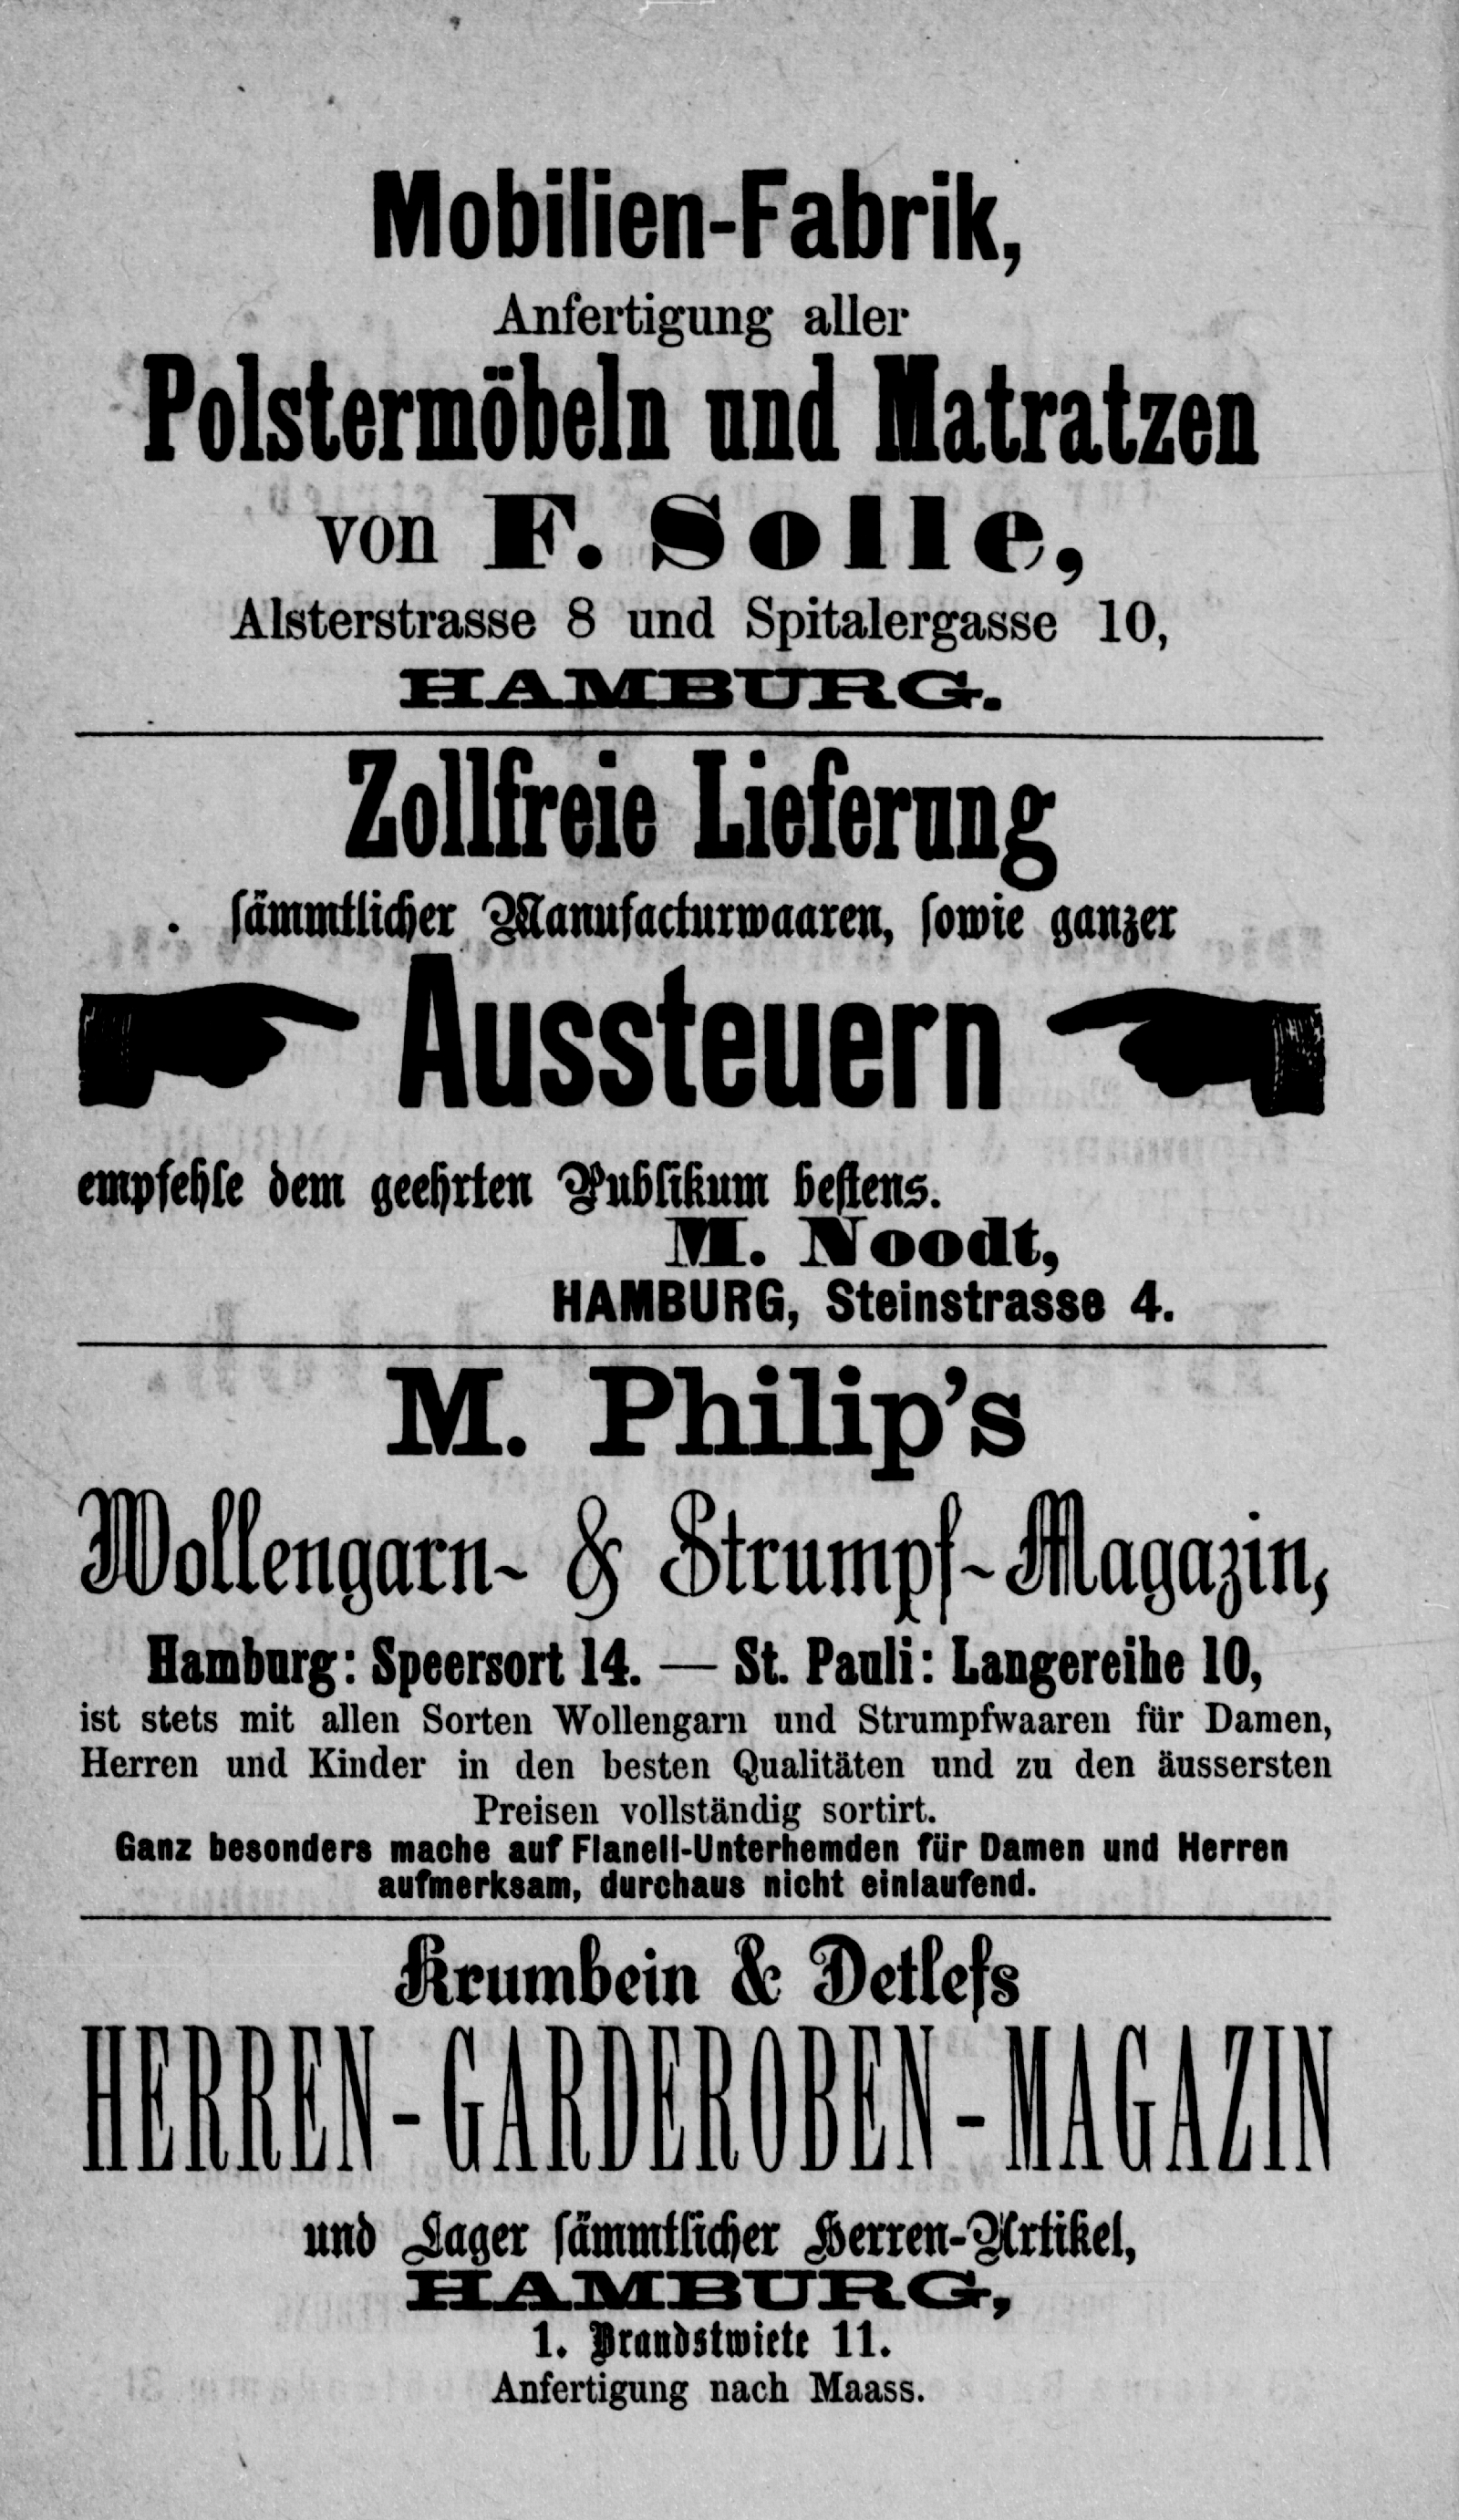 Mobilien-Fabrik,
Anfertigung aller
Polstermöbeln und Matratzen
von F. Solle,
Alsterstrasse 8 und Spitalergasse 10,
HAMBURG.
Zollfreie Lieferung
sämmtlicher Manufacturwaaren, sowie ganzer
Aussteuern
empfehle dem geehrten Publikum bestens.
M. Noodt,
HAMBURG, Steinstrasse 4.
M. Philip's
Wollengarn- & Strumpf-Magazin,
Hamburg: Speersort 14. — St. Pauli: Langereihe 10,
ist stets mit allen Sorten Wollengarn und Strumpfwaaren für Damen,
Herren und Kinder in den besten Qualitäten und zu den äussersten
Preisen vollständig sortirt.
Ganz besonders mache auf Flanell-Unterhemden für Damen und Herren
aufmerksam, durchaus nicht einlaufend.
Krumbein & Detlefs
HERREN-GARDEROBEN-MAGAZIN
und Lager sämmtlicher Herren-Artikel,
HAMBURG,
1. Brandstwiete 11.
Anfertigung nach Maass.